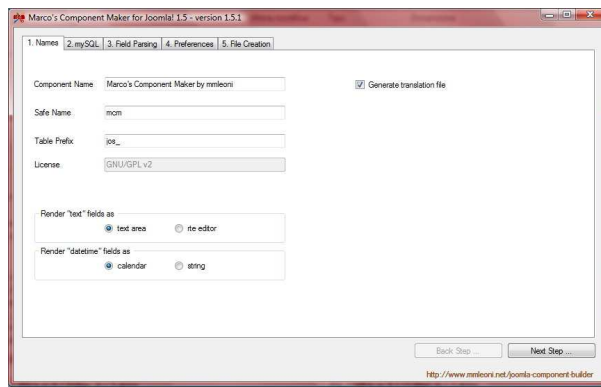 Marco's Component Maker for Joomla! 1.5 - version 1.5.1
1. Names 2. mySQL 3. Field Parsing 4. Preferences 5. File Creation
Component Name Marco's Component Maker by mmleoni Generate translation file
Safe Name mcm
Table Prefix jos_
License GNU/GPL v2
Render "text" fields as
text area rte editor
Render "datetime" fields as
calendar string
Back Step ... Next Step ...
http://www.mmleoni.net/joomla-component-builder